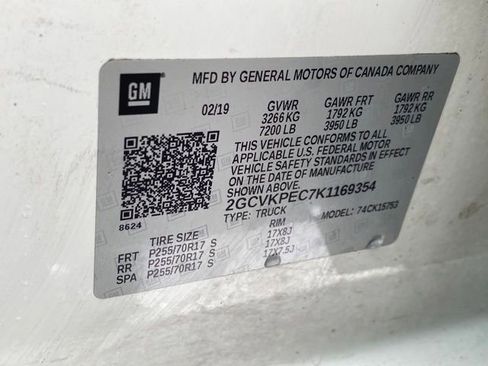 GM
MFD BY GENERAL MOTORS OF CANADA COMPANY
02/19 GVWR GAWR FRT GAWR RR
3266 KG 1792 KG 1792 KG
7200 LB 3950 LB 3950 LB
THIS VEHICLE CONFORMS TO ALL
APPLICABLE U.S. FEDERAL MOTOR
VEHICLE SAFETY STANDARDS IN EFFECT
ON THE DATE OF MANUFACTURE
SHOWN ABOVE.
2GCVKPEC7K1169354
TYPE: TRUCK MODEL: 74CK15753
8624
TIRE SIZE RIM
FRT P255/70R17 S 17X8J
RR P255/70R17 S 17X8J
SPA P255/70R17 S 17X7.5J